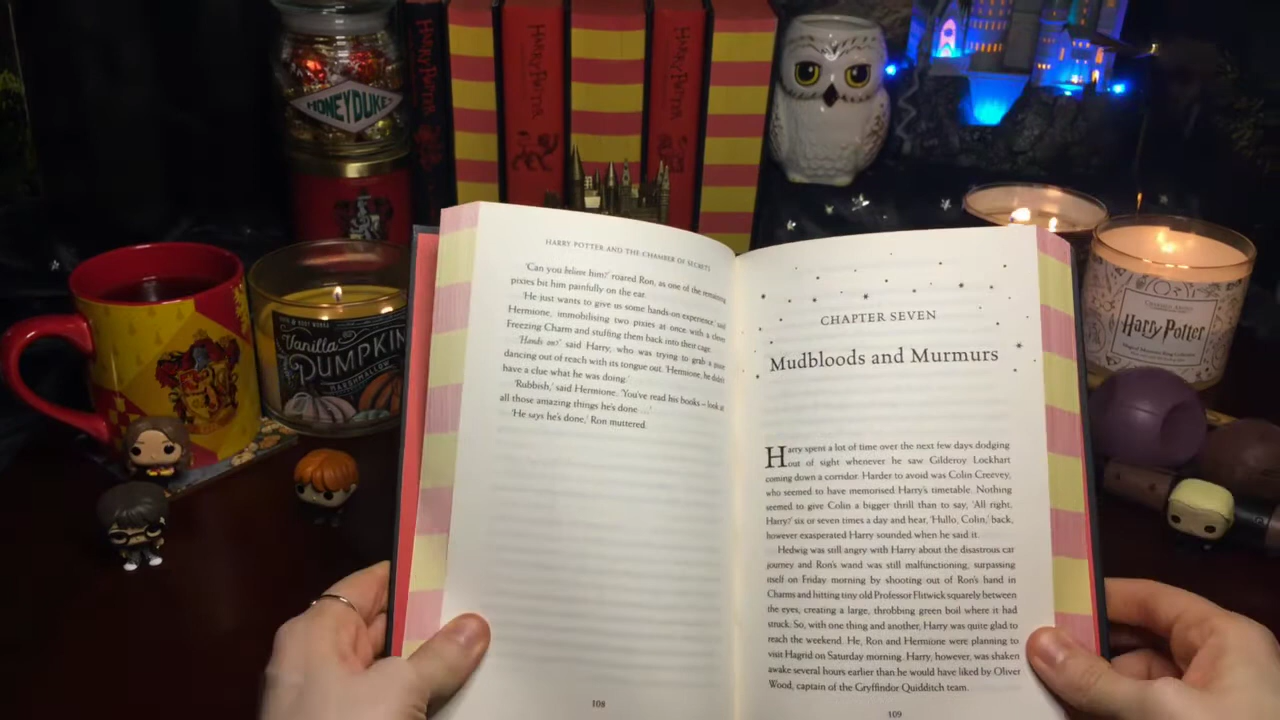 HONEYDUKES
HARRY POTTER
HARRY POTTER
HARRY POTTER
Vanilla
PUMPKIN
MARSHMALLOW
Harry Potter
HARRY POTTER AND THE CHAMBER OF SECRETS
'Can you believe him?' roared Ron, as one of the remaining
pixies bit him painfully on the ear.
'He just wants to give us some hands-on experience,' said
Hermione, immobilising two pixies at once with a clever
Freezing Charm and stuffing them back into their cage.
'Hands on?' said Harry, who was trying to grab a pixie
dancing out of reach with its tongue out. 'Hermione, he didn't
have a clue what he was doing.'
'Rubbish,' said Hermione. 'You've read his books – look at
all those amazing things he's done ...'
'He says he's done,' Ron muttered.
108
CHAPTER SEVEN
Mudbloods and Murmurs
Harry spent a lot of time over the next few days dodging
out of sight whenever he saw Gilderoy Lockhart
coming down a corridor. Harder to avoid was Colin Creevey,
who seemed to have memorised Harry's timetable. Nothing
seemed to give Colin a bigger thrill than to say, 'All right,
Harry?' six or seven times a day and hear, 'Hullo, Colin,' back,
however exasperated Harry sounded when he said it.
Hedwig was still angry with Harry about the disastrous car
journey and Ron's wand was still malfunctioning, surpassing
itself on Friday morning by shooting out of Ron's hand in
Charms and hitting tiny old Professor Flitwick squarely between
the eyes, creating a large, throbbing green boil where it had
struck. So, with one thing and another, Harry was quite glad to
reach the weekend. He, Ron and Hermione were planning to
visit Hagrid on Saturday morning. Harry, however, was shaken
awake several hours earlier than he would have liked by Oliver
Wood, captain of the Gryffindor Quidditch team.
109